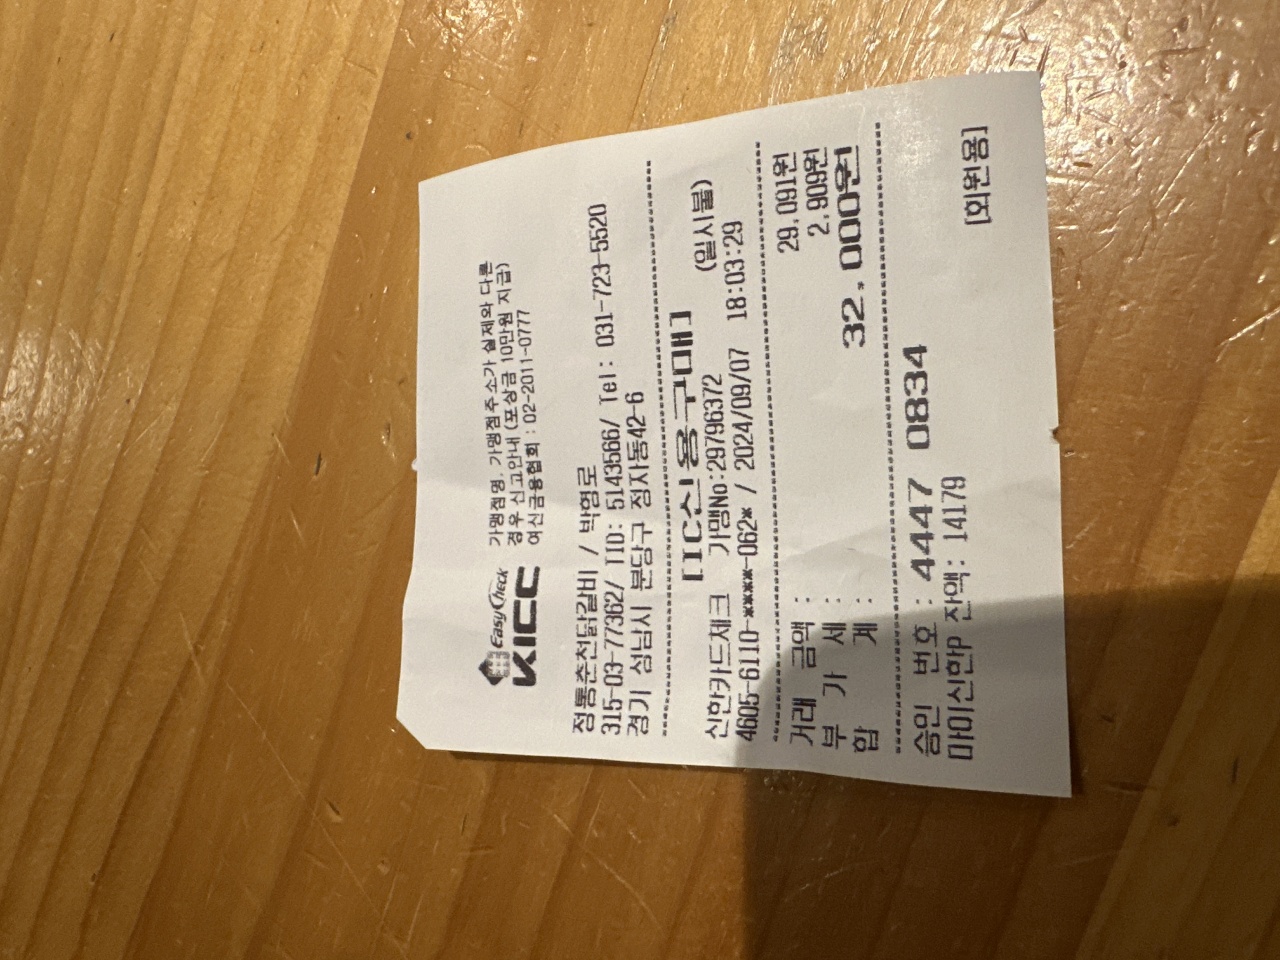 EasyCheck
KICC
가맹점명, 가맹점주소가 실제와 다른
경우 신고안내 (포상금 10만원 지급)
여신금융협회 : 02-2011-0777
정통춘천닭갈비 / 박영로
315-03-77362/ TID: 5143566/ Tel: 031-723-5520
경기 성남시 분당구 정자동42-6
[IC신용구매]
신한카드체크 가맹No:29796372 (일시불)
4605-6110-****-062* / 2024/09/07 18:03:29
거래 금액 : 29,091원
부 가 세 : 2,909원
합 계 : 32,000원
승인 번호 : 4447 0834
마이신한P 잔액: 14179
[회원용]